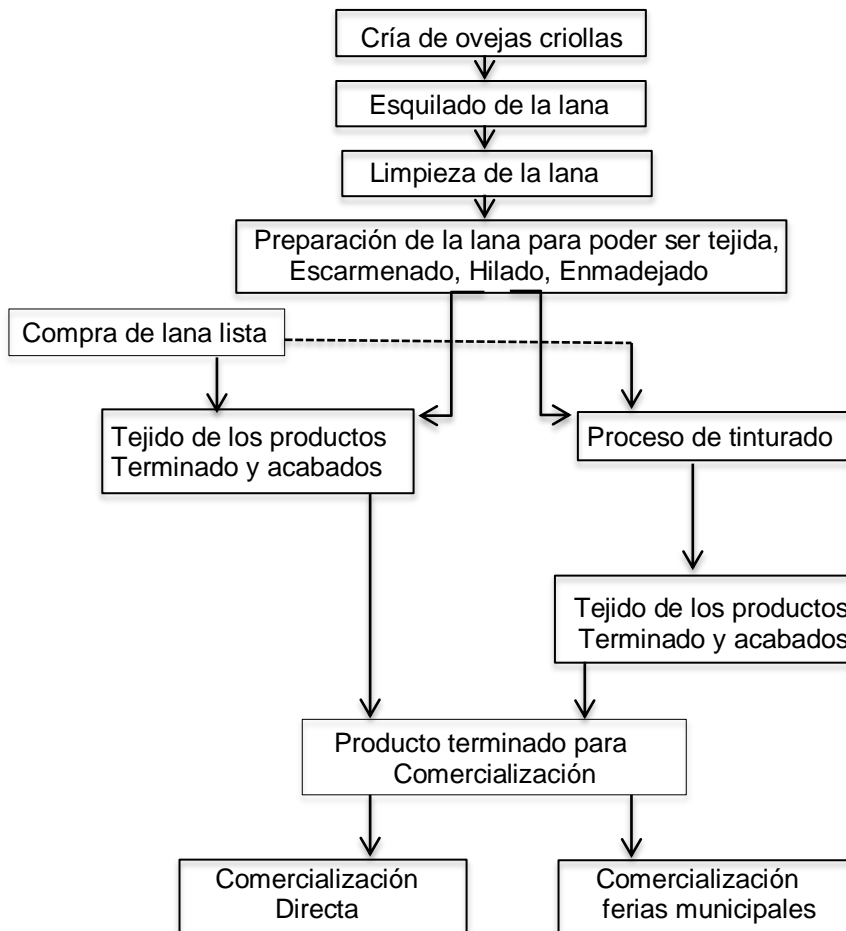 Cría de ovejas criollas
Esquilado de la lana
Limpieza de la lana
Preparación de la lana para poder ser tejida,
Escarmenado, Hilado, Enmadejado
Compra de lana lista
Tejido de los productos
Terminado y acabados
Proceso de tinturado
Tejido de los productos
Terminado y acabados
Producto terminado para
Comercialización
Comercialización
Directa
Comercialización
ferias municipales